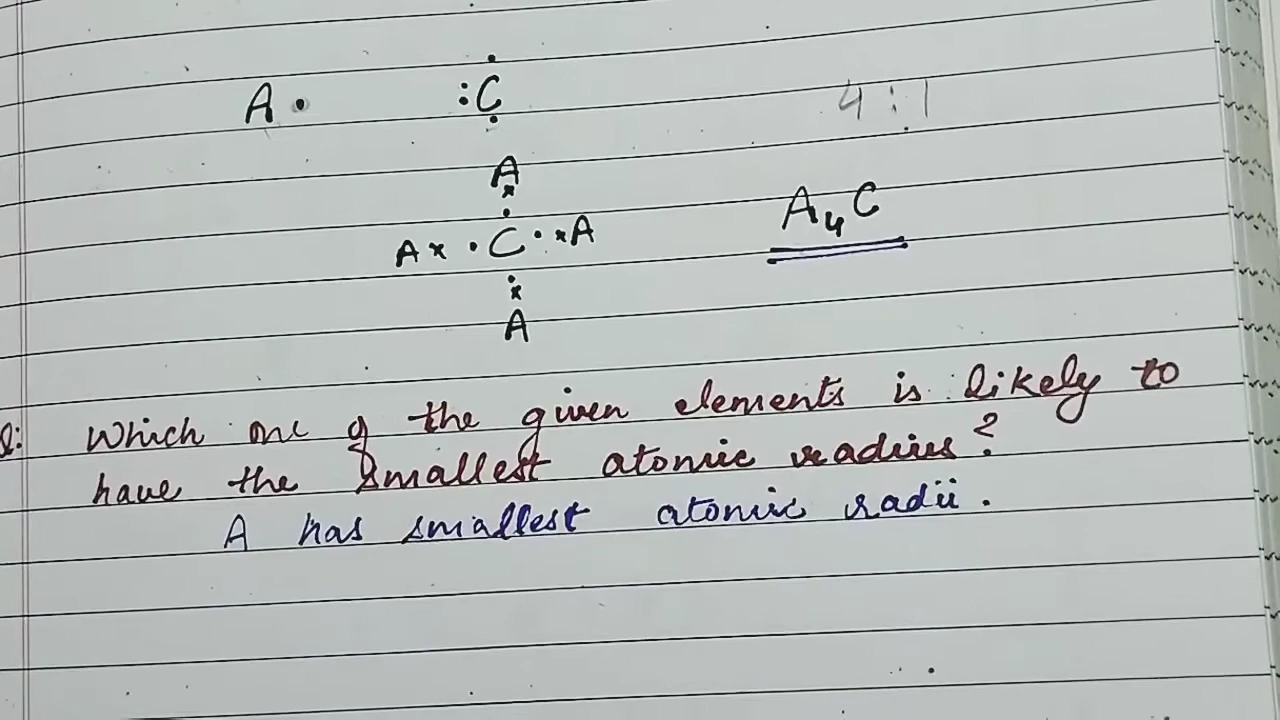 A • :C 4:1
A
A x • C • x A A₄C
A
Q: Which one of the given elements is likely to
have the smallest atomic radius?
A has smallest atomic radii.